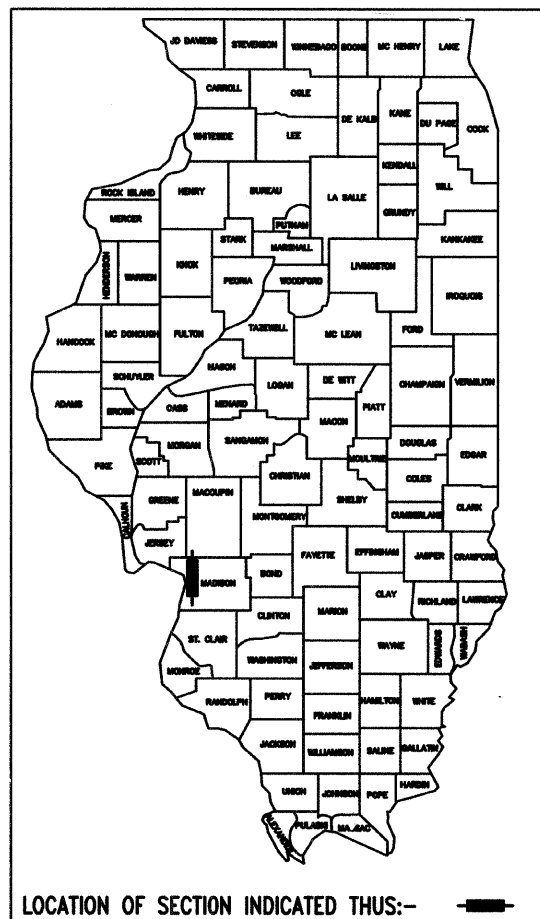 JO DAVIESS
STEVENSON
WINNEBAGO
BOONE
MC HENRY
LAKE
CARROLL
OGLE
DE KALB
KANE
DU PAGE
COOK
WHITESIDE
LEE
KENDALL
WILL
ROCK ISLAND
HENRY
BUREAU
LA SALLE
GRUNDY
MERCER
PUTNAM
STARK
MARSHALL
KANKAKEE
HENDERSON
WARREN
KNOX
PEORIA
WOODFORD
LIVINGSTON
IROQUOIS
HANCOCK
MC DONOUGH
FULTON
TAZEWELL
MC LEAN
FORD
SCHUYLER
MASON
LOGAN
DE WITT
CHAMPAIGN
VERMILION
ADAMS
BROWN
CASS
MENARD
MACON
PIATT
PIKE
SCOTT
MORGAN
SANGAMON
CHRISTIAN
MOULTRIE
DOUGLAS
EDGAR
COLES
CALHOUN
GREENE
MACOUPIN
MONTGOMERY
SHELBY
CUMBERLAND
CLARK
JERSEY
FAYETTE
EFFINGHAM
JASPER
CRAWFORD
MADISON
BOND
CLAY
RICHLAND
LAWRENCE
MARION
CLINTON
ST. CLAIR
WAYNE
EDWARDS
WABASH
WASHINGTON
JEFFERSON
MONROE
RANDOLPH
PERRY
HAMILTON
WHITE
FRANKLIN
JACKSON
WILLIAMSON
SALINE
GALLATIN
UNION
JOHNSON
POPE
HARDIN
ALEXANDER
PULASKI
LOCATION OF SECTION INDICATED THUS:-